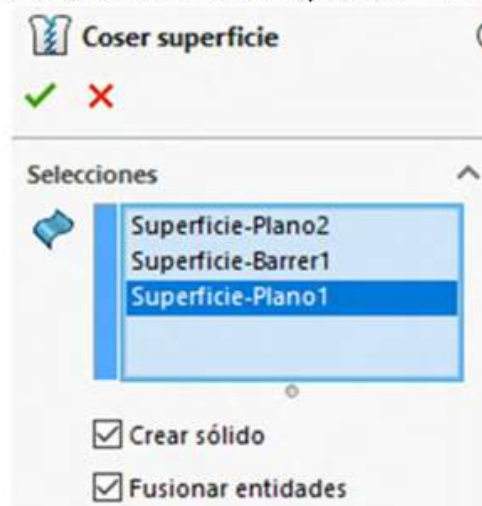 Coser superficie
Selecciones
Superficie-Plano2
Superficie-Barrer1
Superficie-Plano1
Crear sólido
Fusionar entidades